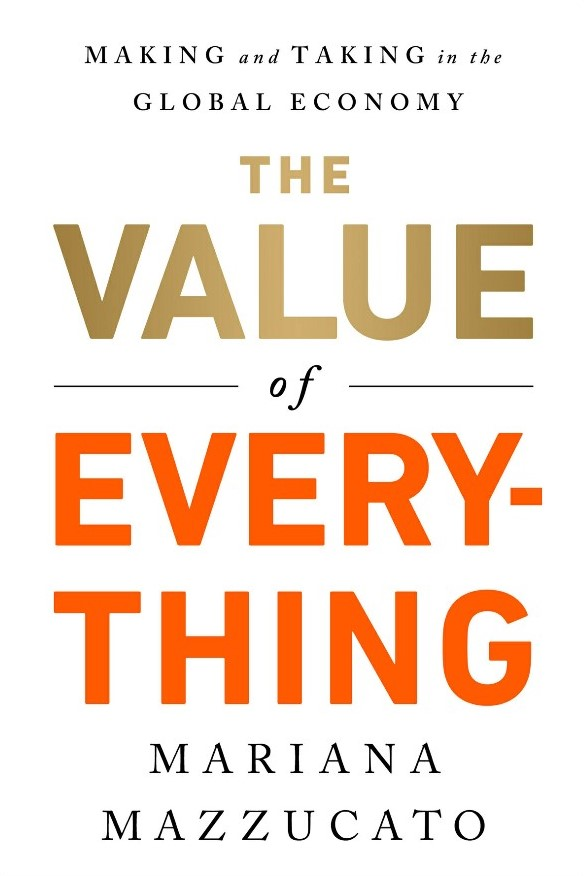 MAKING and TAKING in the
GLOBAL ECONOMY
THE
VALUE
of
EVERY-
THING
MARIANA
MAZZUCATO